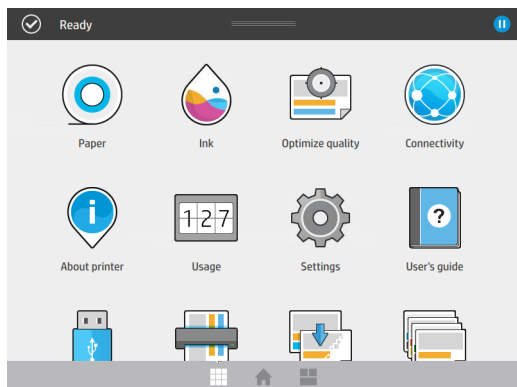 Ready
Paper
Ink
Optimize quality
Connectivity
i
127
?
About printer
Usage
Settings
User's guide